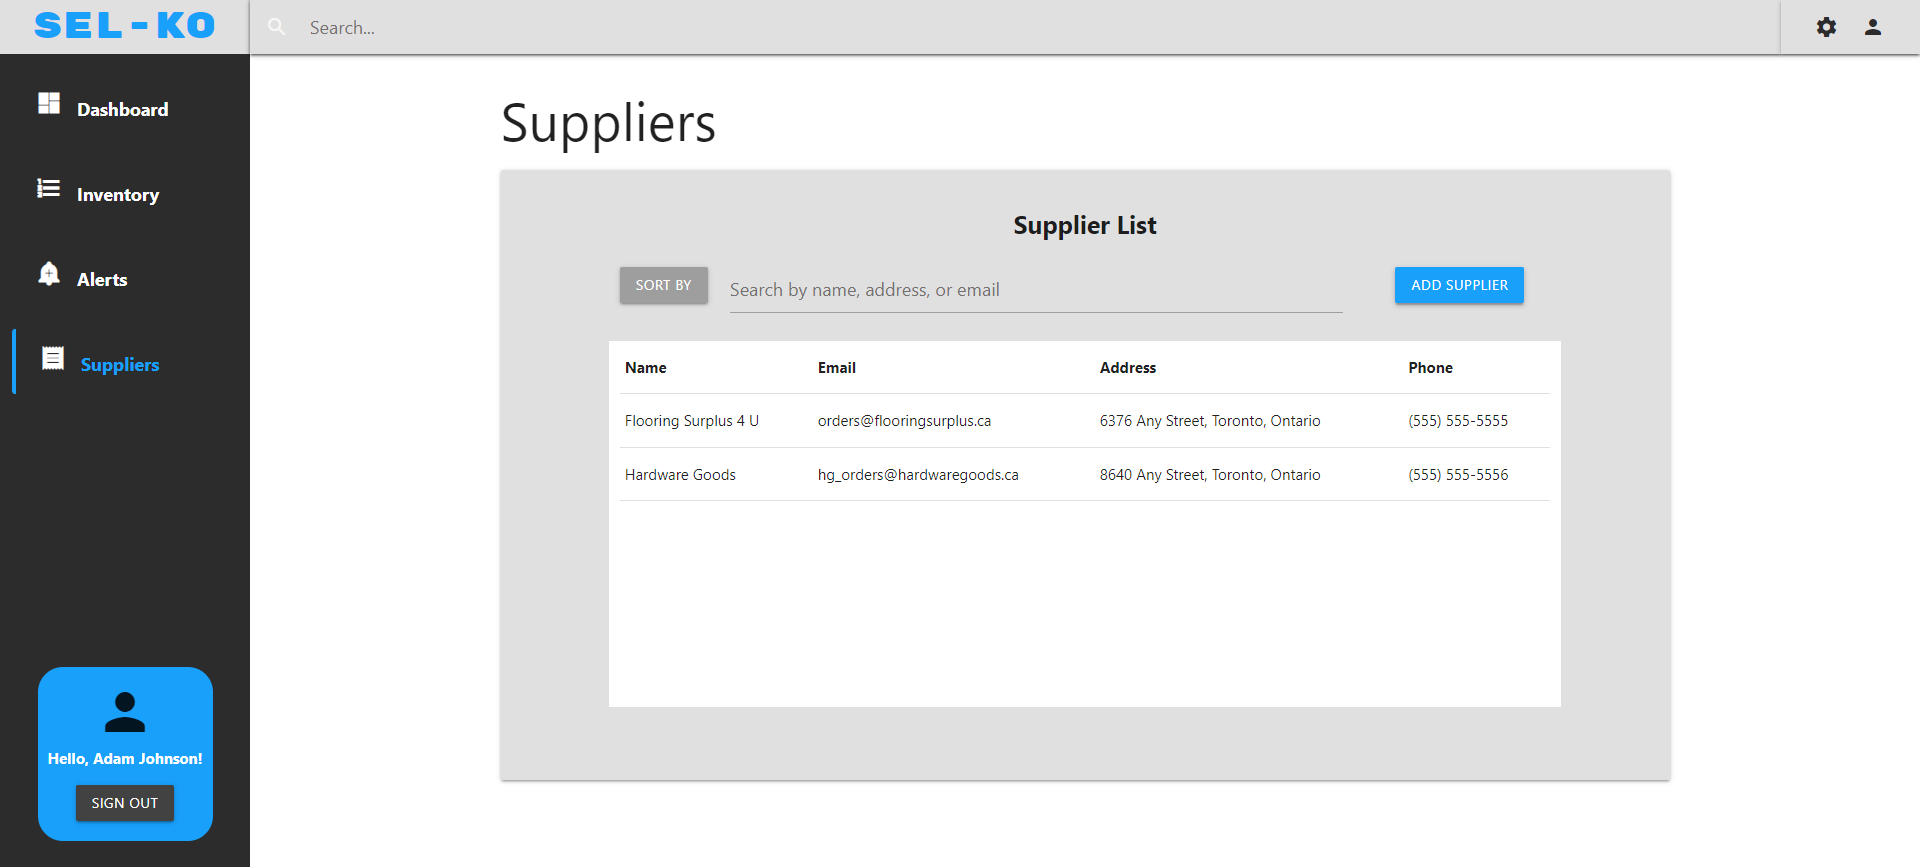 SEL-KO
Search...
Dashboard
Inventory
Alerts
Suppliers
Hello, Adam Johnson!
SIGN OUT
Suppliers
Supplier List
SORT BY Search by name, address, or email ADD SUPPLIER
Name Email Address Phone
Flooring Surplus 4 U orders@flooringsurplus.ca 6376 Any Street, Toronto, Ontario (555) 555-5555
Hardware Goods hg_orders@hardwaregoods.ca 8640 Any Street, Toronto, Ontario (555) 555-5556